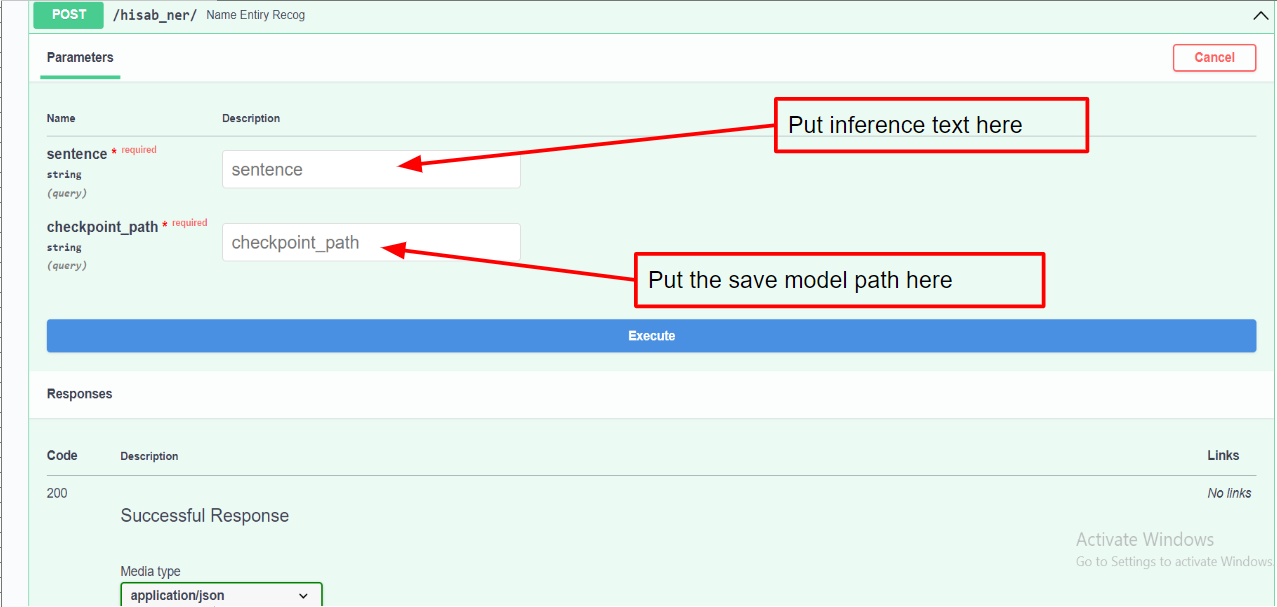 POST /hisab_ner/ Name Entiry Recog
Parameters
Cancel
Name Description
Put inference text here
sentence * required
string
(query)
sentence
checkpoint_path * required
string
(query)
checkpoint_path
Put the save model path here
Execute
Responses
Code Description Links
200 No links
Successful Response
Activate Windows
Go to Settings to activate Windows.
Media type
application/json